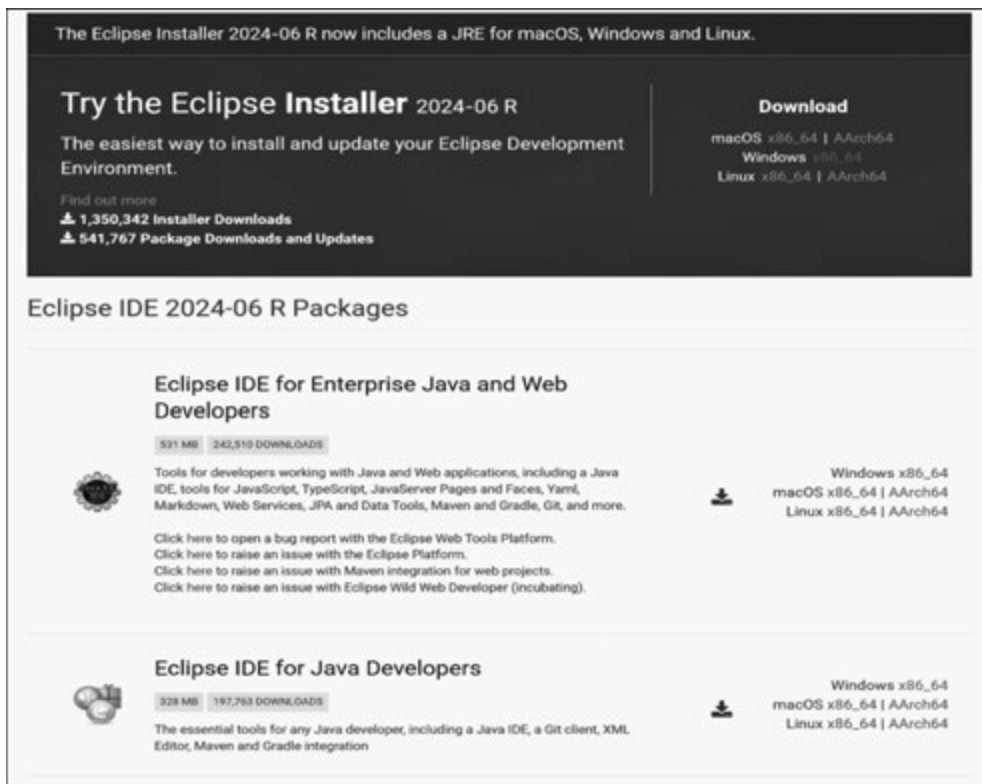 The Eclipse Installer 2024-06 R now includes a JRE for macOS, Windows and Linux.
Try the Eclipse Installer 2024-06 R
The easiest way to install and update your Eclipse Development
Environment.
Find out more
1,350,342 Installer Downloads
541,767 Package Downloads and Updates
Download
macOS x86_64 | AArch64
Windows x86_64
Linux x86_64 | AArch64
Eclipse IDE 2024-06 R Packages
Eclipse IDE for Enterprise Java and Web
Developers
531 MB 242,510 DOWNLOADS
Tools for developers working with Java and Web applications, including a Java
IDE, tools for JavaScript, TypeScript, JavaServer Pages and Faces, Yaml,
Markdown, Web Services, JPA and Data Tools, Maven and Gradle, Git, and more.
Click here to open a bug report with the Eclipse Web Tools Platform.
Click here to raise an issue with the Eclipse Platform.
Click here to raise an issue with Maven integration for web projects.
Click here to raise an issue with Eclipse Wild Web Developer (incubating).
Windows x86_64
macOS x86_64 | AArch64
Linux x86_64 | AArch64
Eclipse IDE for Java Developers
328 MB 197,763 DOWNLOADS
The essential tools for any Java developer, including a Java IDE, a Git client, XML
Editor, Maven and Gradle integration
Windows x86_64
macOS x86_64 | AArch64
Linux x86_64 | AArch64